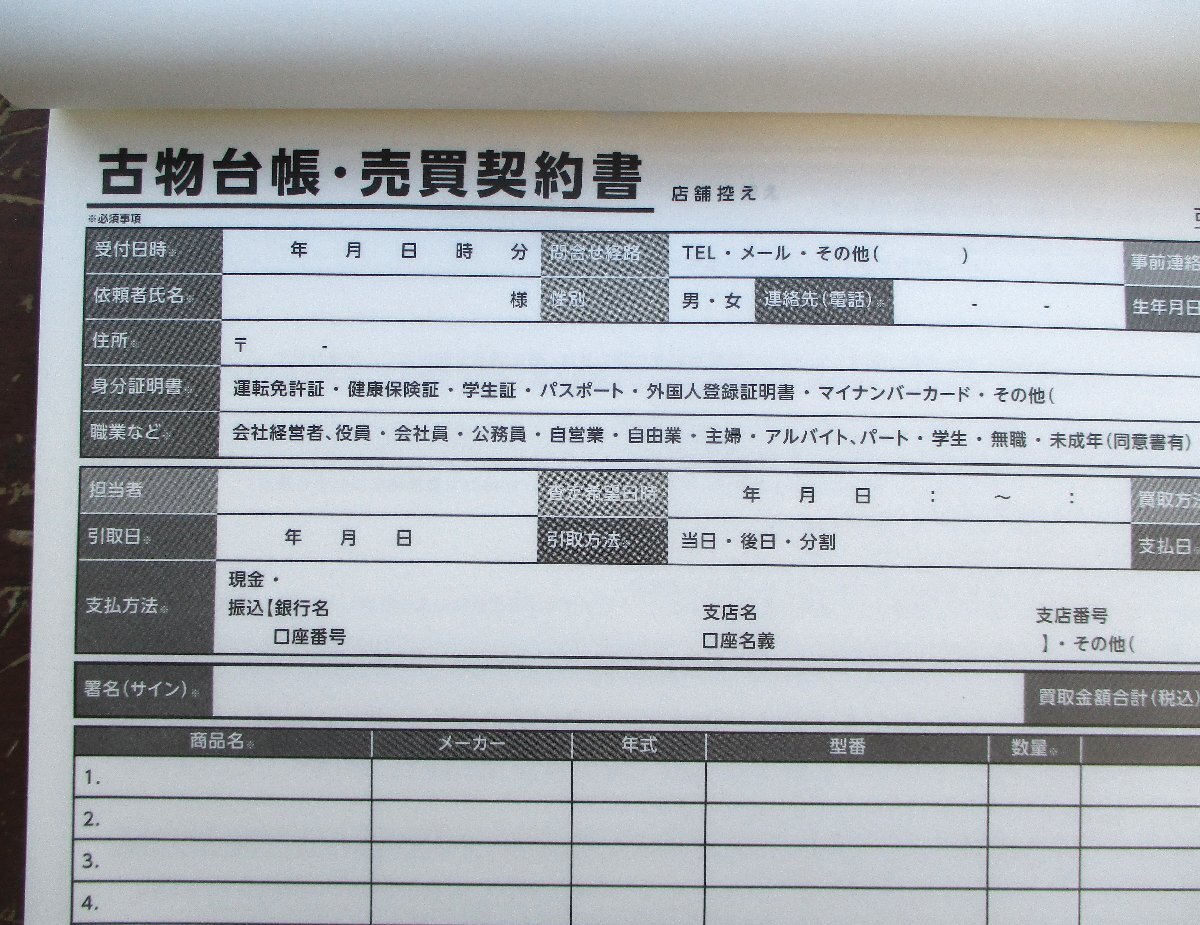 古物台帳・売買契約書 店舗控え
※必須事項
受付日時※ 年 月 日 時 分 問合せ経路 TEL・メール・その他( ) 事前連絡
依頼者氏名※ 様 性別 男・女 連絡先(電話)※ - - 生年月日
住所※ 〒 -
身分証明書※ 運転免許証・健康保険証・学生証・パスポート・外国人登録証明書・マイナンバーカード・その他(
職業など※ 会社経営者、役員・会社員・公務員・自営業・自由業・主婦・アルバイト、パート・学生・無職・未成年(同意書有)
担当者 査定希望日時 年 月 日 : ～ : 買取方
引取日※ 年 月 日 引取方法※ 当日・後日・分割 支払日※
支払方法※ 現金・
振込【銀行名 支店名 支店番号
口座番号 口座名義 】・その他(
署名(サイン)※ 買取金額合計(税込)
商品名※ メーカー 年式 型番 数量※
1.
2.
3.
4.